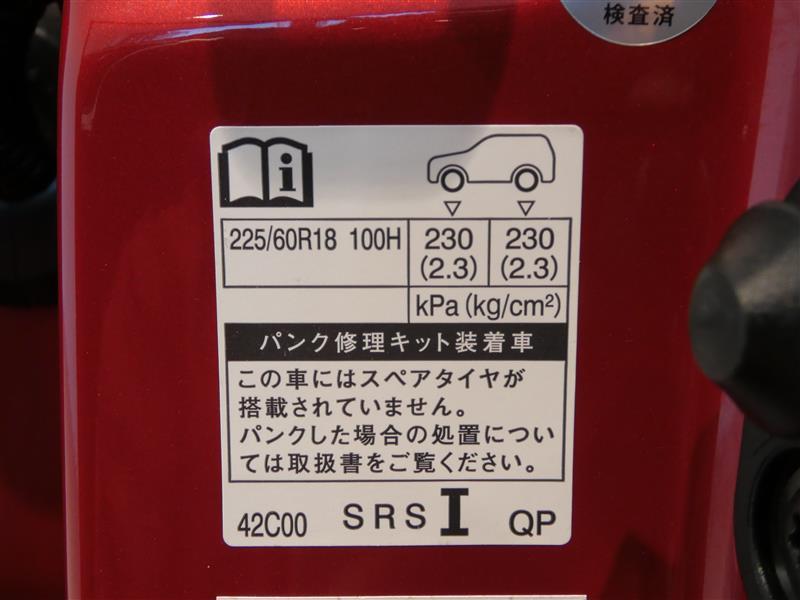 検査済
i
225/60R18 100H 230 230
(2.3) (2.3)
kPa (kg/cm²)
パンク修理キット装着車
この車にはスペアタイヤが
搭載されていません。
パンクした場合の処置につい
ては取扱書をご覧ください。
42C00 SRS I QP